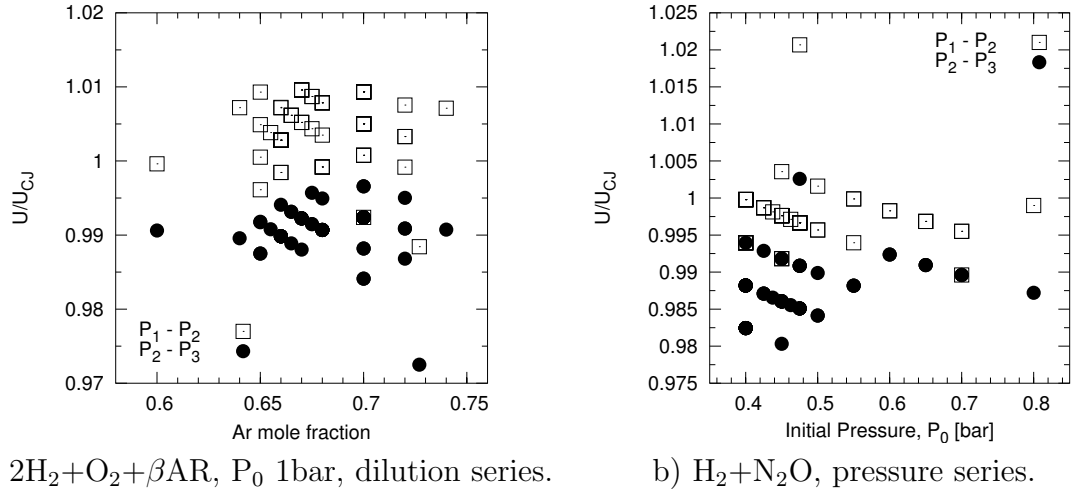 1.02
1.01
1
0.99
0.98
0.97
U/U_CJ
P₁ - P₂
P₂ - P₃
0.6 0.65 0.7 0.75
Ar mole fraction
2H₂+O₂+βAR, P₀ 1bar, dilution series.
1.025
1.02
1.015
1.01
1.005
1
0.995
0.99
0.985
0.98
0.975
U/U_CJ
P₁ - P₂
P₂ - P₃
0.4 0.5 0.6 0.7 0.8
Initial Pressure, P₀ [bar]
b) H₂+N₂O, pressure series.